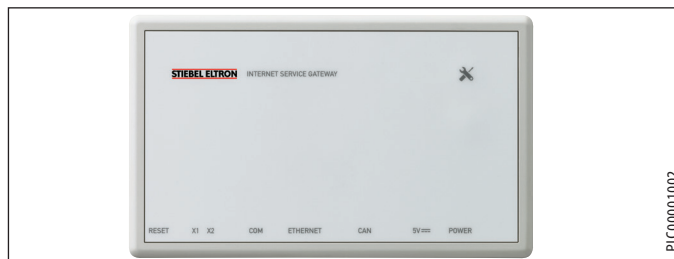 STIEBEL ELTRON INTERNET SERVICE GATEWAY
RESET X1 X2 COM ETHERNET CAN 5V POWER
PIC00001002